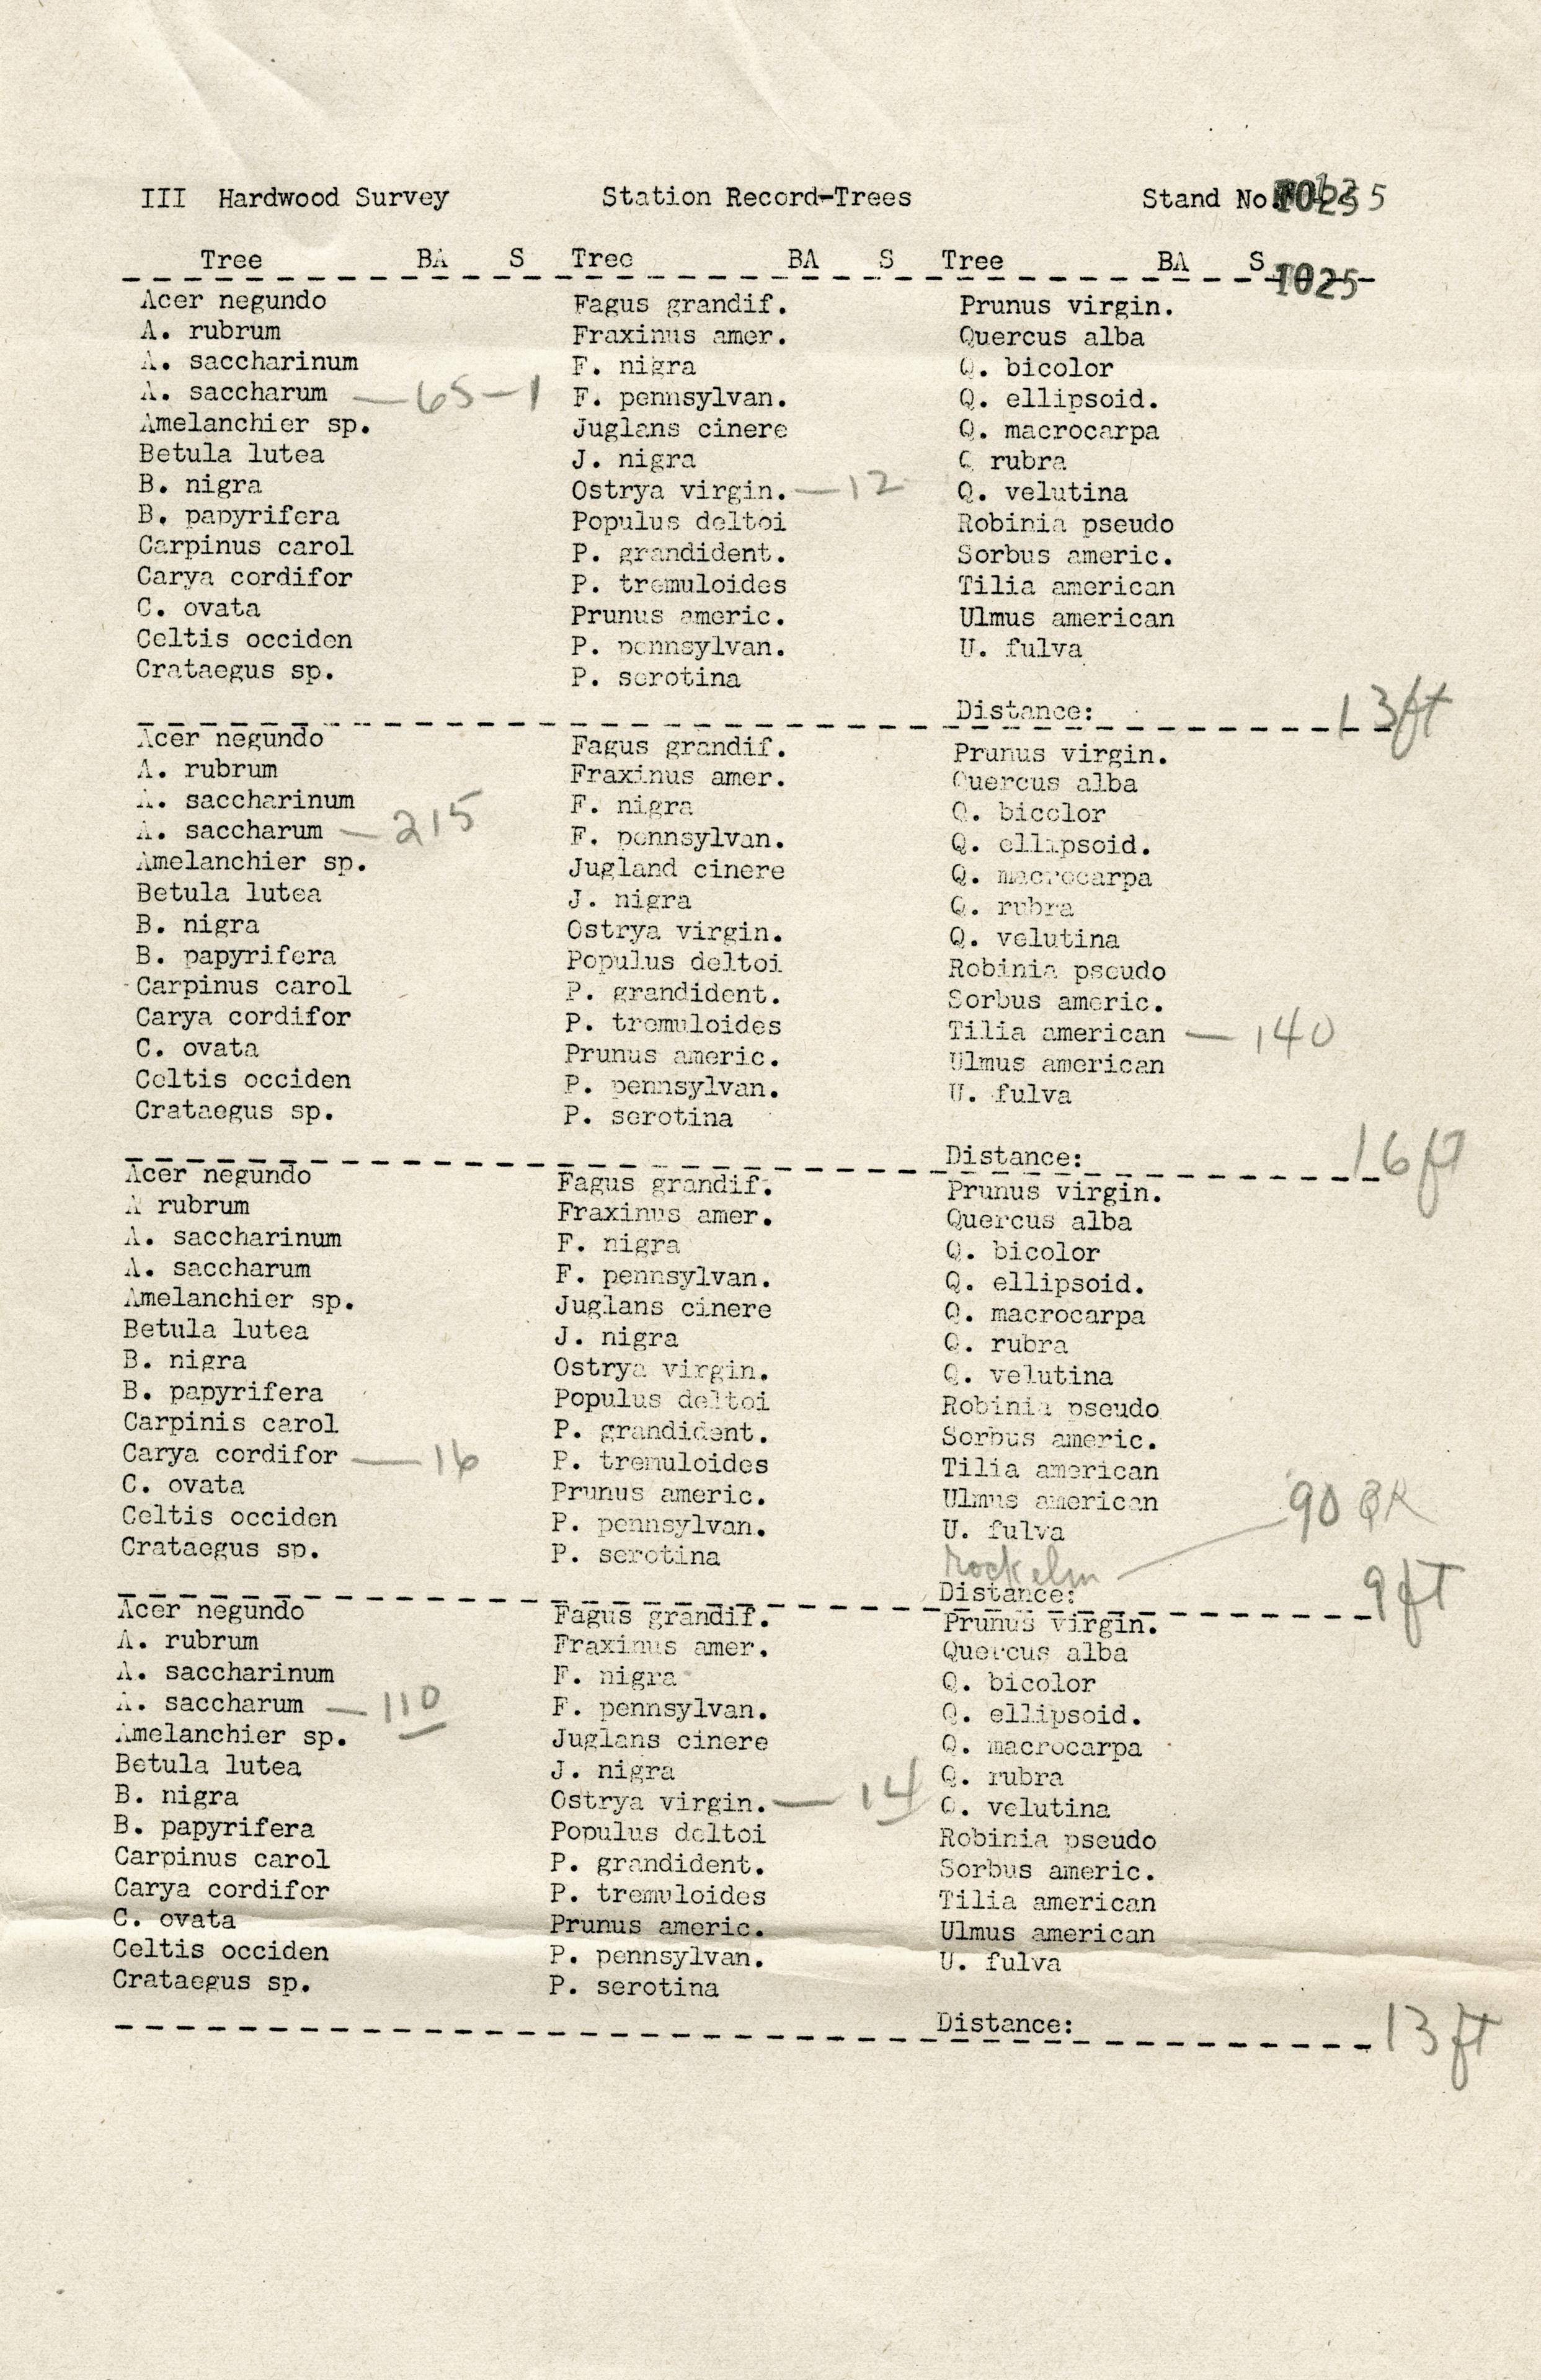 III Hardwood Survey Station Record-Trees Stand No. 1025 5
Tree BA S Tree BA S Tree BA S
1025
Acer negundo Fagus grandif. Prunus virgin.
A. rubrum Fraxinus amer. Quercus alba
A. saccharinum F. nigra Q. bicolor
A. saccharum — 65-1 F. pennsylvan. Q. ellipsoid.
Amelanchier sp. Juglans cinere Q. macrocarpa
Betula lutea J. nigra Q rubra
B. nigra Ostrya virgin. — 12 Q. velutina
B. papyrifera Populus deltoi Robinia pseudo
Carpinus carol P. grandident. Sorbus americ.
Carya cordifor P. tremuloides Tilia american
C. ovata Prunus americ. Ulmus american
Celtis occiden P. pennsylvan. U. fulva
Crataegus sp. P. serotina
Distance: 13ft
Acer negundo Fagus grandif. Prunus virgin.
A. rubrum Fraxinus amer. Quercus alba
A. saccharinum F. nigra Q. bicolor
A. saccharum — 215 F. pennsylvan. Q. ellipsoid.
Amelanchier sp. Jugland cinere Q. macrocarpa
Betula lutea J. nigra Q. rubra
B. nigra Ostrya virgin. Q. velutina
B. papyrifera Populus deltoi Robinia pseudo
Carpinus carol P. grandident. Sorbus americ.
Carya cordifor P. tremuloides Tilia american — 140
C. ovata Prunus americ. Ulmus american
Celtis occiden P. pennsylvan. U. fulva
Crataegus sp. P. serotina
Distance: 16ft
Acer negundo Fagus grandif. Prunus virgin.
A rubrum Fraxinus amer. Quercus alba
A. saccharinum F. nigra Q. bicolor
A. saccharum F. pennsylvan. Q. ellipsoid.
Amelanchier sp. Juglans cinere Q. macrocarpa
Betula lutea J. nigra Q. rubra
B. nigra Ostrya virgin. Q. velutina
B. papyrifera Populus deltoi Robinia pseudo
Carpinis carol P. grandident. Sorbus americ.
Carya cordifor — 16 P. tremuloides Tilia american
C. ovata Prunus americ. Ulmus american
Celtis occiden P. pennsylvan. U. fulva
Crataegus sp. P. serotina rock elm — 90
Distance: 9ft
Acer negundo Fagus grandif. Prunus virgin.
A. rubrum Fraxinus amer. Quercus alba
A. saccharinum F. nigra Q. bicolor
A. saccharum — 110 F. pennsylvan. Q. ellipsoid.
Amelanchier sp. Juglans cinere Q. macrocarpa
Betula lutea J. nigra Q. rubra
B. nigra Ostrya virgin. — 14 Q. velutina
B. papyrifera Populus deltoi Robinia pseudo
Carpinus carol P. grandident. Sorbus americ.
Carya cordifor P. tremuloides Tilia american
C. ovata Prunus americ. Ulmus american
Celtis occiden P. pennsylvan. U. fulva
Crataegus sp. P. serotina
Distance: 13ft